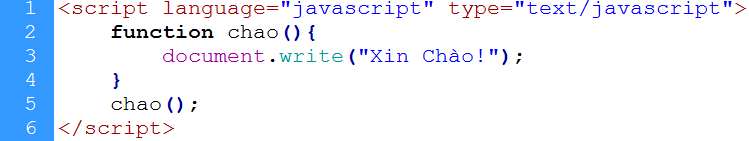 1 <script language="javascript" type="text/javascript">
2     function chao(){
3         document.write("Xin Chào!");
4     }
5     chao();
6 </script>